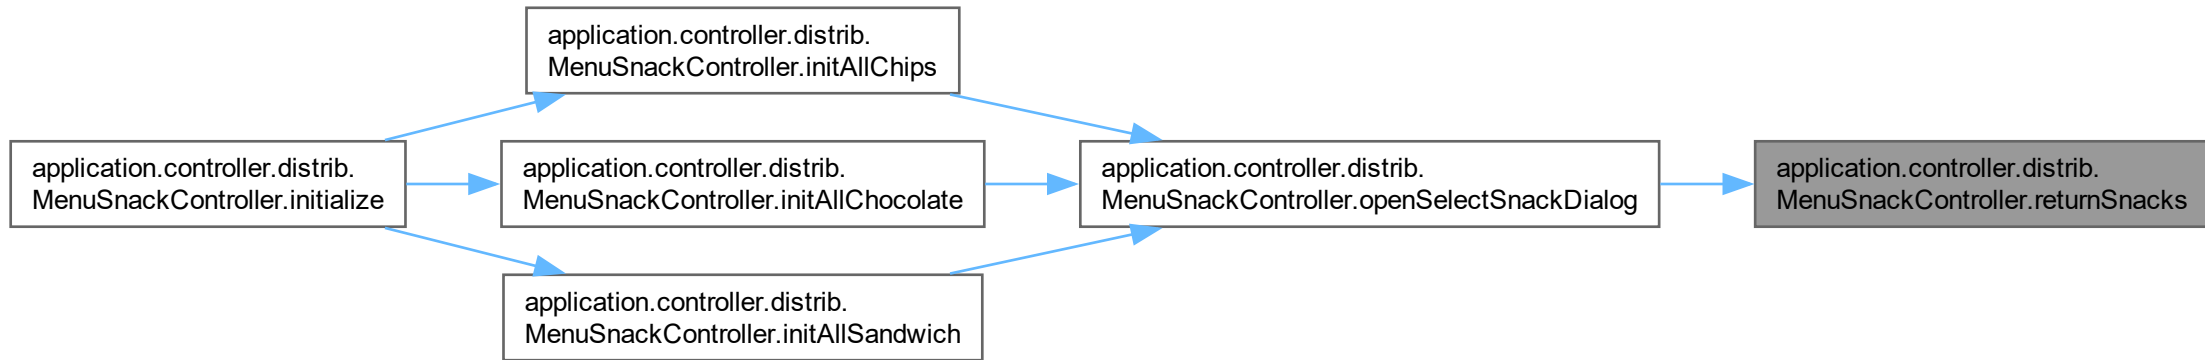 application.controller.distrib.
MenuSnackController.initAllChips
application.controller.distrib.
MenuSnackController.initialize
application.controller.distrib.
MenuSnackController.initAllChocolate
application.controller.distrib.
MenuSnackController.openSelectSnackDialog
application.controller.distrib.
MenuSnackController.returnSnacks
application.controller.distrib.
MenuSnackController.initAllSandwich